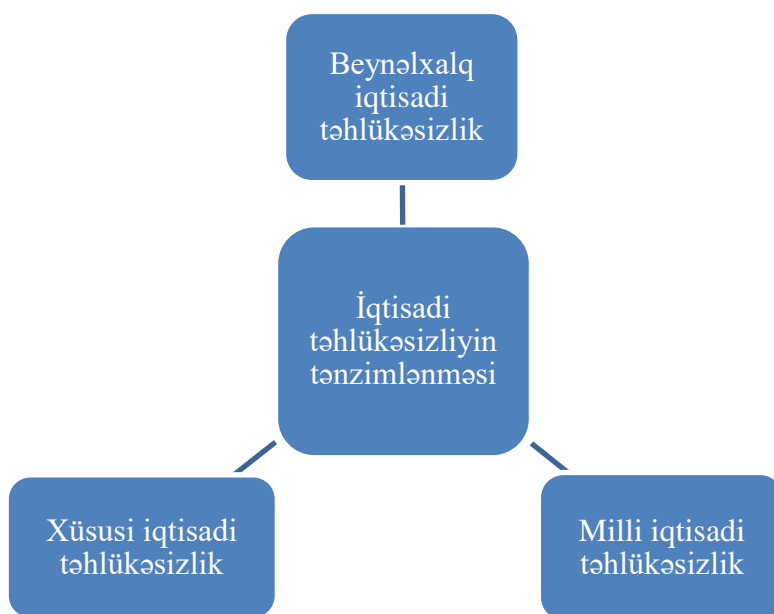 Beynəlxalq
iqtisadi
təhlükəsizlik
İqtisadi
təhlükəsizliyin
tənzimlənməsi
Xüsusi iqtisadi
təhlükəsizlik
Milli iqtisadi
təhlükəsizlik